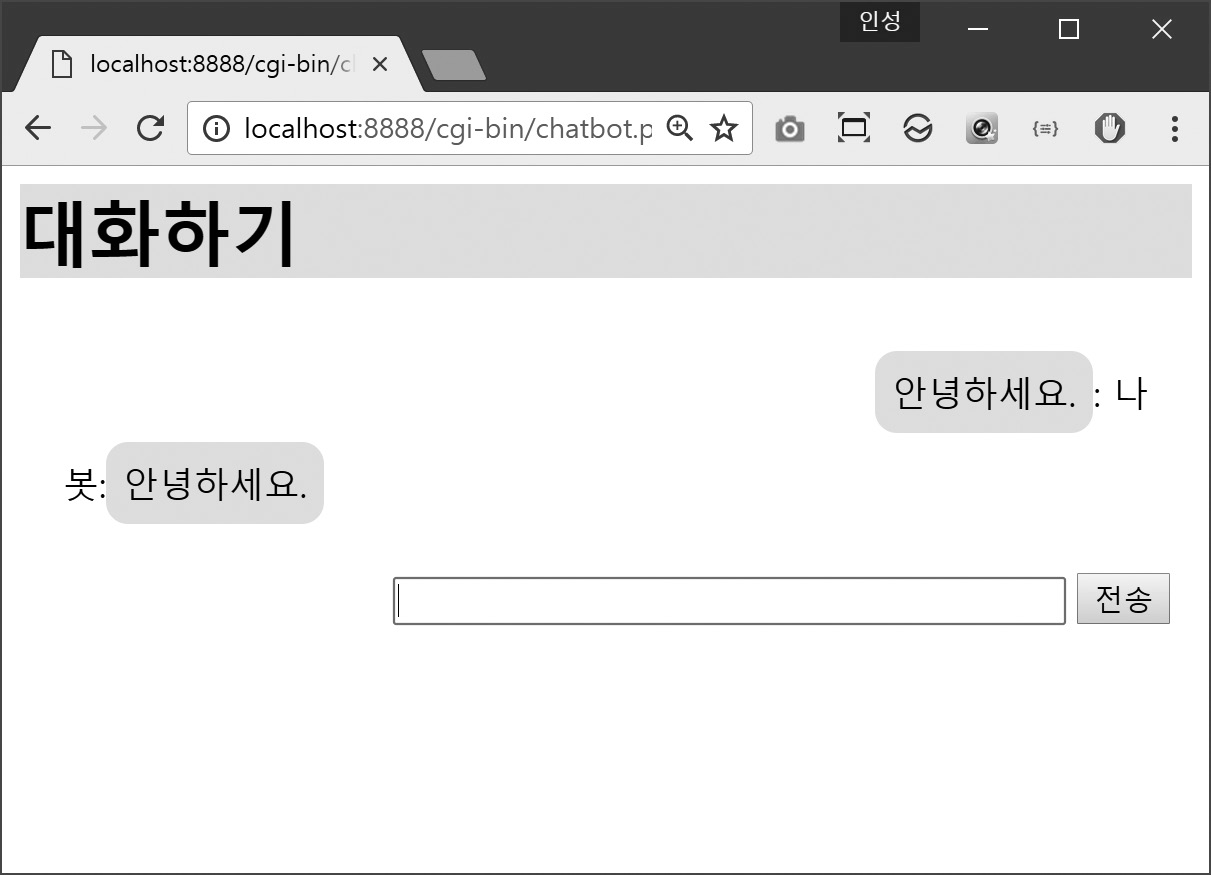 인성
localhost:8888/cgi-bin/cl
localhost:8888/cgi-bin/chatbot.p
대화하기
안녕하세요. : 나
봇: 안녕하세요.
전송